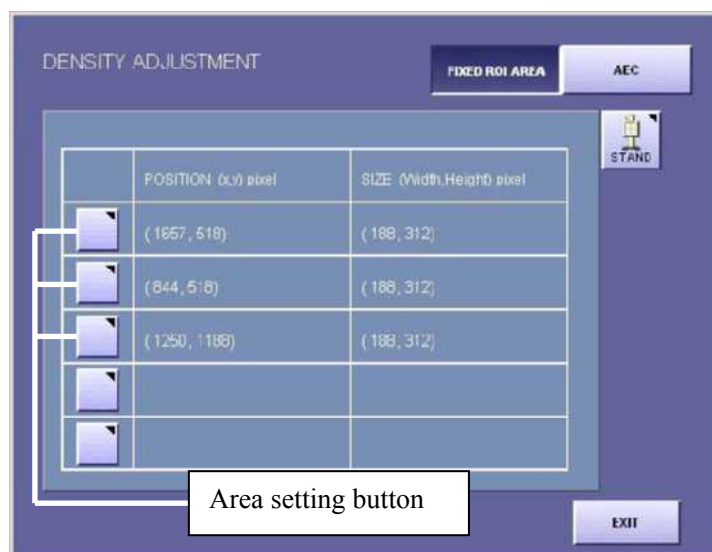 DENSITY ADJUSTMENT
FIXED ROI AREA
AEC
STAND
POSITION (x,y) pixel
SIZE (Width,Height) pixel
(1657, 518)
(188, 312)
(844, 518)
(188, 312)
(1250, 1188)
(188, 312)
Area setting button
EXIT